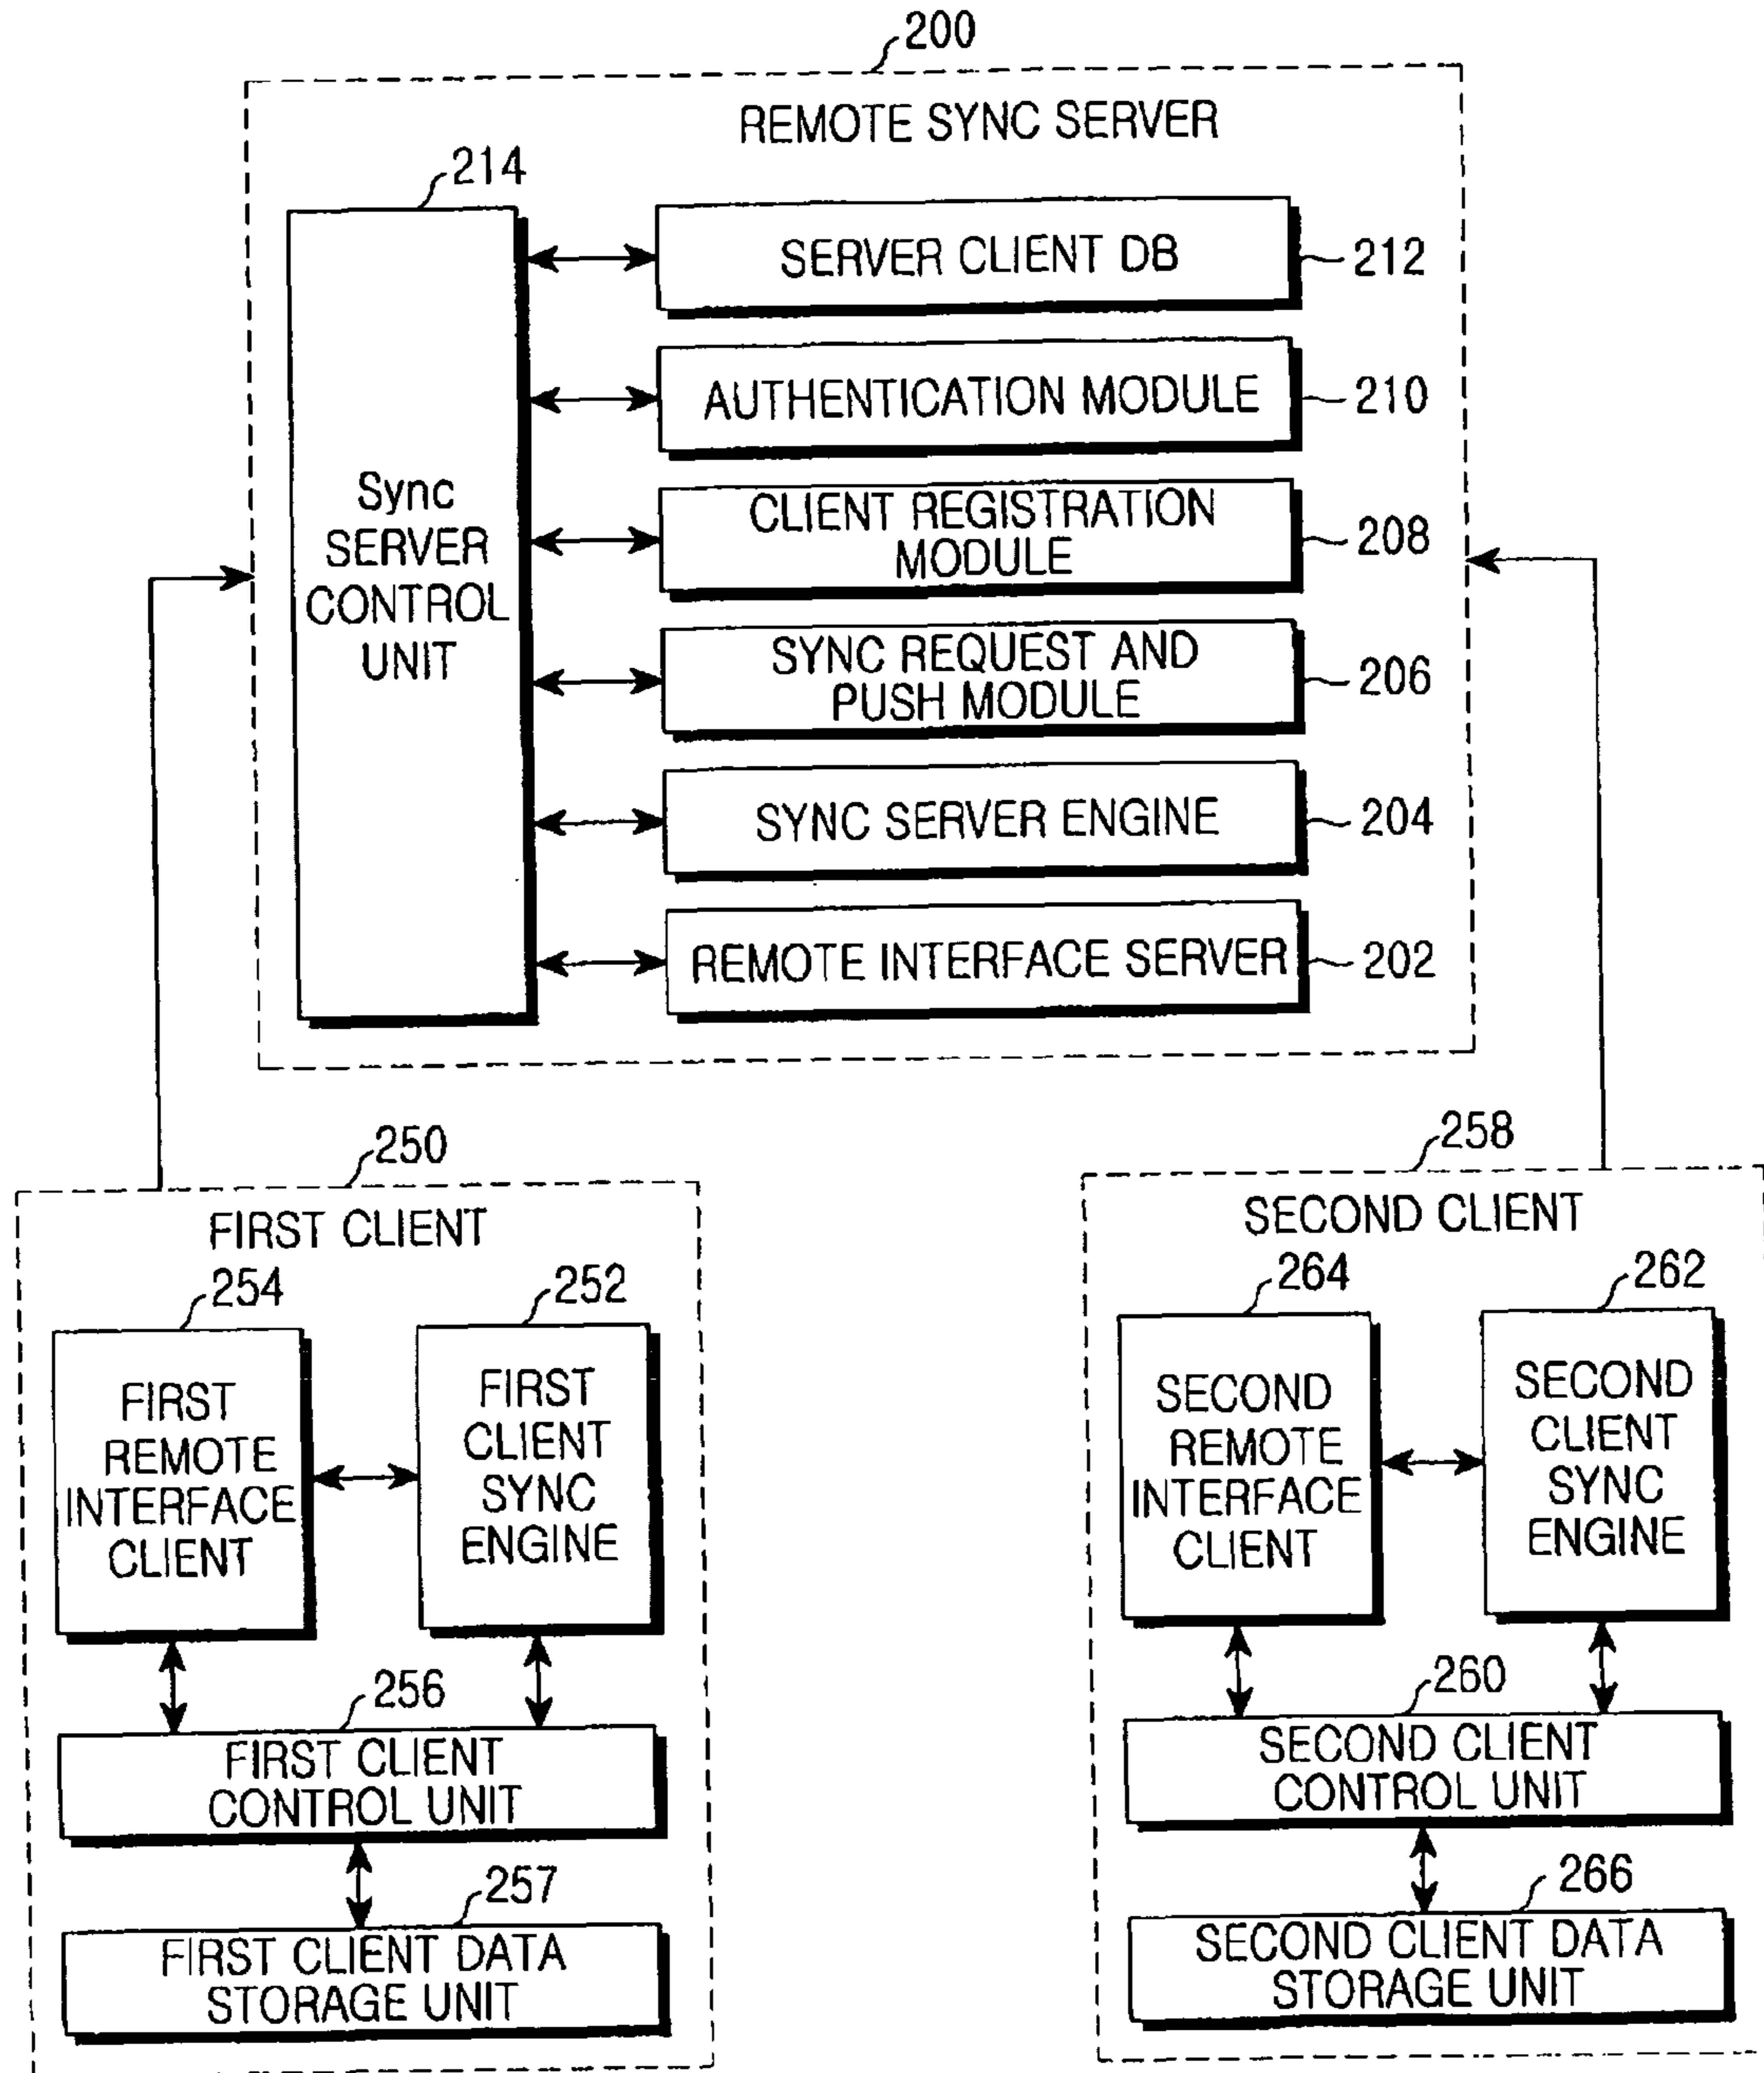 200
REMOTE SYNC SERVER
214
Sync
SERVER
CONTROL
UNIT
SERVER CLIENT DB
212
AUTHENTICATION MODULE
210
CLIENT REGISTRATION
MODULE
208
SYNC REQUEST AND
PUSH MODULE
206
SYNC SERVER ENGINE
204
REMOTE INTERFACE SERVER
202
250
FIRST CLIENT
254
252
FIRST
REMOTE
INTERFACE
CLIENT
FIRST
CLIENT
SYNC
ENGINE
256
FIRST CLIENT
CONTROL UNIT
257
FIRST CLIENT DATA
STORAGE UNIT
258
SECOND CLIENT
264
262
SECOND
REMOTE
INTERFACE
CLIENT
SECOND
CLIENT
SYNC
ENGINE
260
SECOND CLIENT
CONTROL UNIT
266
SECOND CLIENT DATA
STORAGE UNIT